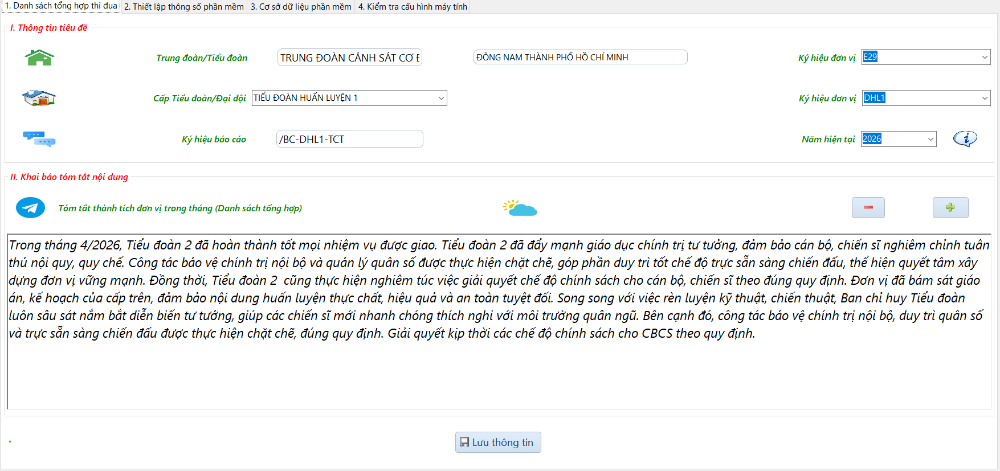 1. Danh sách tổng hợp thi đua 2. Thiết lập thông số phần mềm 3. Cơ sở dữ liệu phần mềm 4. Kiểm tra cấu hình máy tính
I. Thông tin tiêu đề
Trung đoàn/Tiểu đoàn TRUNG ĐOÀN CẢNH SÁT CƠ ĐÔNG NAM THÀNH PHỐ HỒ CHÍ MINH Ký hiệu đơn vị E29
Cấp Tiểu đoàn/Đại đội TIỂU ĐOÀN HUẤN LUYỆN 1 Ký hiệu đơn vị DHL1
Ký hiệu báo cáo /BC-DHL1-TCT Năm hiện tại 2026
II. Khai báo tóm tắt nội dung
Tóm tắt thành tích đơn vị trong tháng (Danh sách tổng hợp)
Trong tháng 4/2026, Tiểu đoàn 2 đã hoàn thành tốt mọi nhiệm vụ được giao. Tiểu đoàn 2 đã đẩy mạnh giáo dục chính trị tư tưởng, đảm bảo cán bộ, chiến sĩ nghiêm chỉnh tuân
thủ nội quy, quy chế. Công tác bảo vệ chính trị nội bộ và quản lý quân số được thực hiện chặt chẽ, góp phần duy trì tốt chế độ trực sẵn sàng chiến đấu, thể hiện quyết tâm xây
dựng đơn vị vững mạnh. Đồng thời, Tiểu đoàn 2  cũng thực hiện nghiêm túc việc giải quyết chế độ chính sách cho cán bộ, chiến sĩ theo đúng quy định. Đơn vị đã bám sát giáo
án, kế hoạch của cấp trên, đảm bảo nội dung huấn luyện thực chất, hiệu quả và an toàn tuyệt đối. Song song với việc rèn luyện kỹ thuật, chiến thuật, Ban chỉ huy Tiểu đoàn
luôn sâu sát nắm bắt diễn biến tư tưởng, giúp các chiến sĩ mới nhanh chóng thích nghi với môi trường quân ngũ. Bên cạnh đó, công tác bảo vệ chính trị nội bộ, duy trì quân số
và trực sẵn sàng chiến đấu được thực hiện chặt chẽ, đúng quy định. Giải quyết kịp thời các chế độ chính sách cho CBCS theo quy định.
*
Lưu thông tin